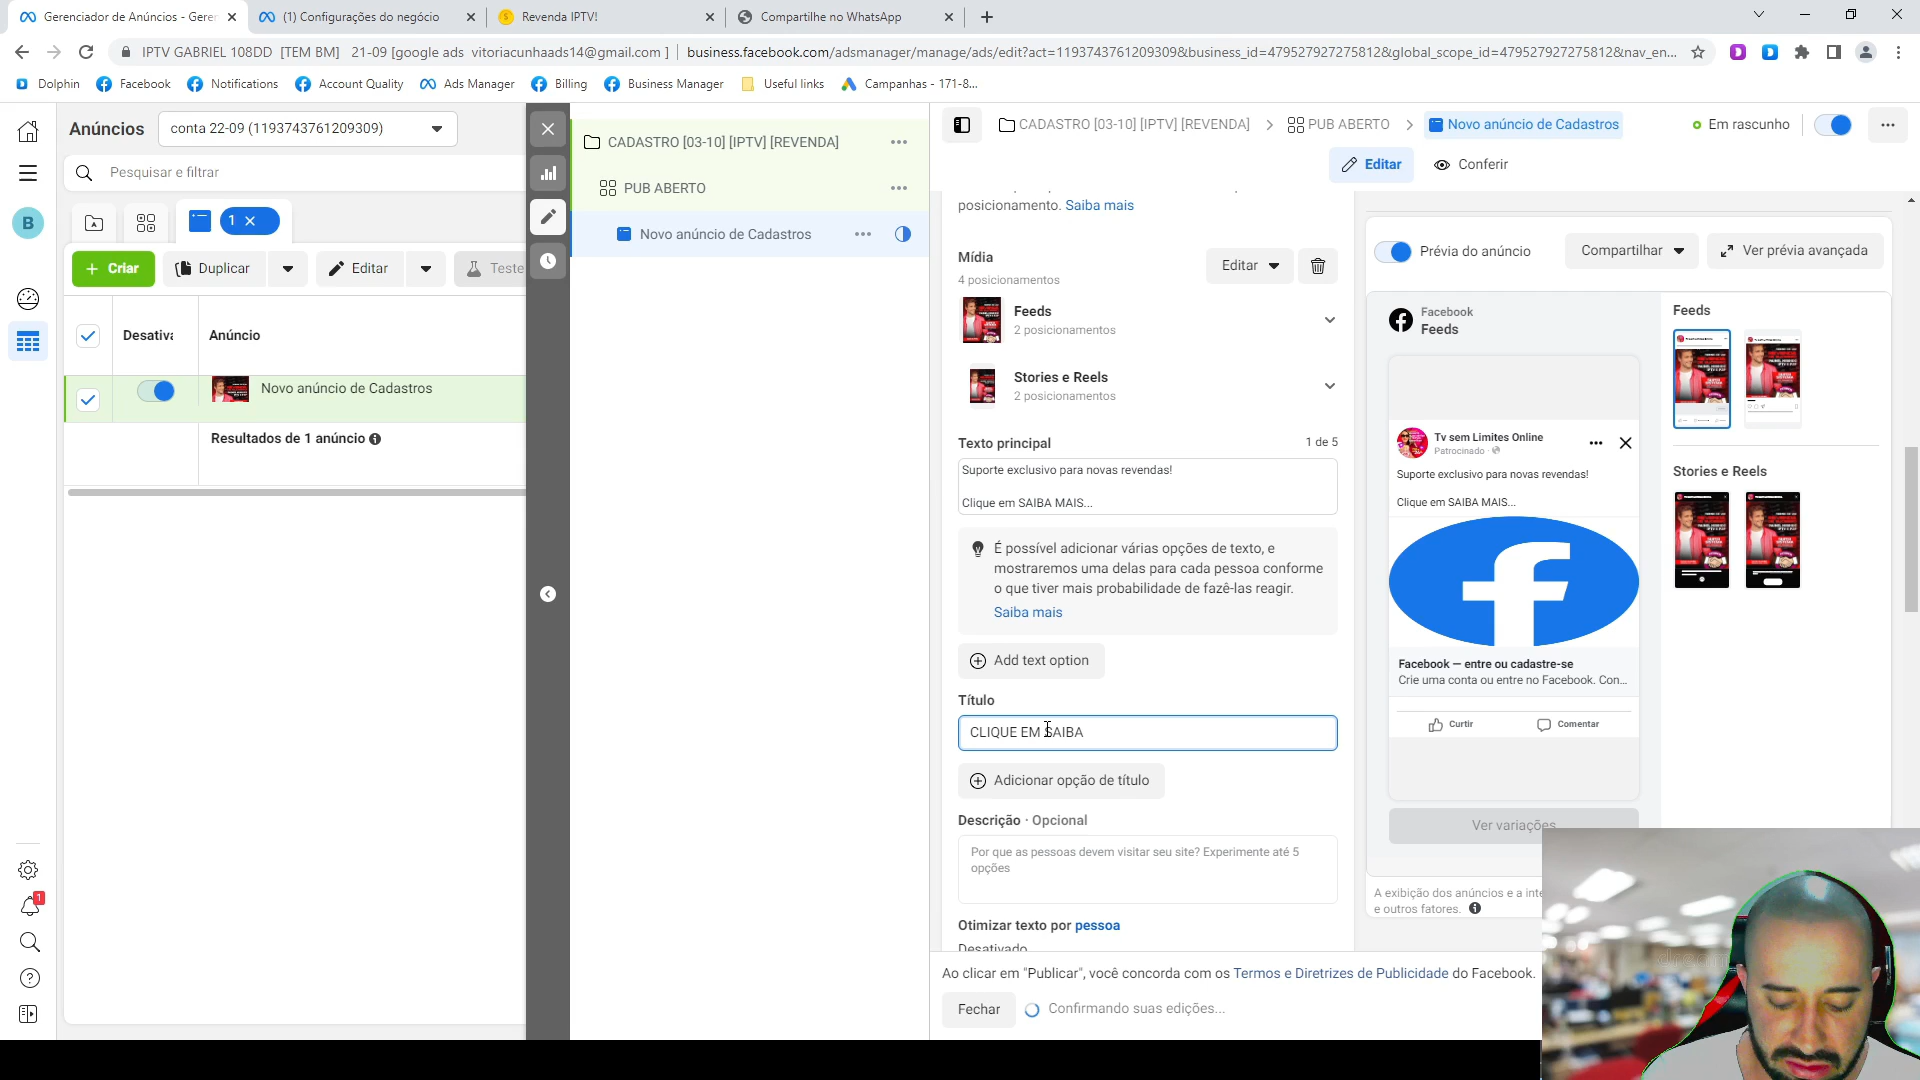 Gerenciador de Anúncios - Gere
(1) Configurações do negócio
Revenda IPTV!
Compartilhe no WhatsApp
IPTV GABRIEL 108DD [TEM BM] 21-09 [google ads vitoriacunhaads14@gmail.com ]
business.facebook.com/adsmanager/manage/ads/edit?act=1193743761209309&business_id=479527927275812&global_scope_id=479527927275812&nav_en...
Dolphin
Facebook
Notifications
Account Quality
Ads Manager
Billing
Business Manager
Useful links
Campanhas - 171-8...
Anúncios
conta 22-09 (1193743761209309)
Pesquisar e filtrar
B
1
Criar
Duplicar
Editar
Teste
Desativa
Anúncio
Novo anúncio de Cadastros
Resultados de 1 anúncio
1
CADASTRO [03-10] [IPTV] [REVENDA]
PUB ABERTO
Novo anúncio de Cadastros
CADASTRO [03-10] [IPTV] [REVENDA]
PUB ABERTO
Novo anúncio de Cadastros
Em rascunho
Editar
Conferir
posicionamento. Saiba mais
Mídia
4 posicionamentos
Editar
Feeds
2 posicionamentos
Stories e Reels
2 posicionamentos
Texto principal
1 de 5
Suporte exclusivo para novas revendas!
Clique em SAIBA MAIS...
É possível adicionar várias opções de texto, e
mostraremos uma delas para cada pessoa conforme
o que tiver mais probabilidade de fazê-las reagir.
Saiba mais
Add text option
Título
CLIQUE EM SAIBA
Adicionar opção de título
Descrição · Opcional
Por que as pessoas devem visitar seu site? Experimente até 5
opções
Otimizar texto por pessoa
Desativado
Ao clicar em "Publicar", você concorda com os Termos e Diretrizes de Publicidade do Facebook.
Fechar
Confirmando suas edições...
Prévia do anúncio
Compartilhar
Ver prévia avançada
Facebook
Feeds
Tv sem Limites Online
Patrocinado ·
Suporte exclusivo para novas revendas!
Clique em SAIBA MAIS...
Facebook — entre ou cadastre-se
Crie uma conta ou entre no Facebook. Con...
Curtir
Comentar
Ver variações
A exibição dos anúncios e a inte
e outros fatores.
Feeds
Stories e Reels